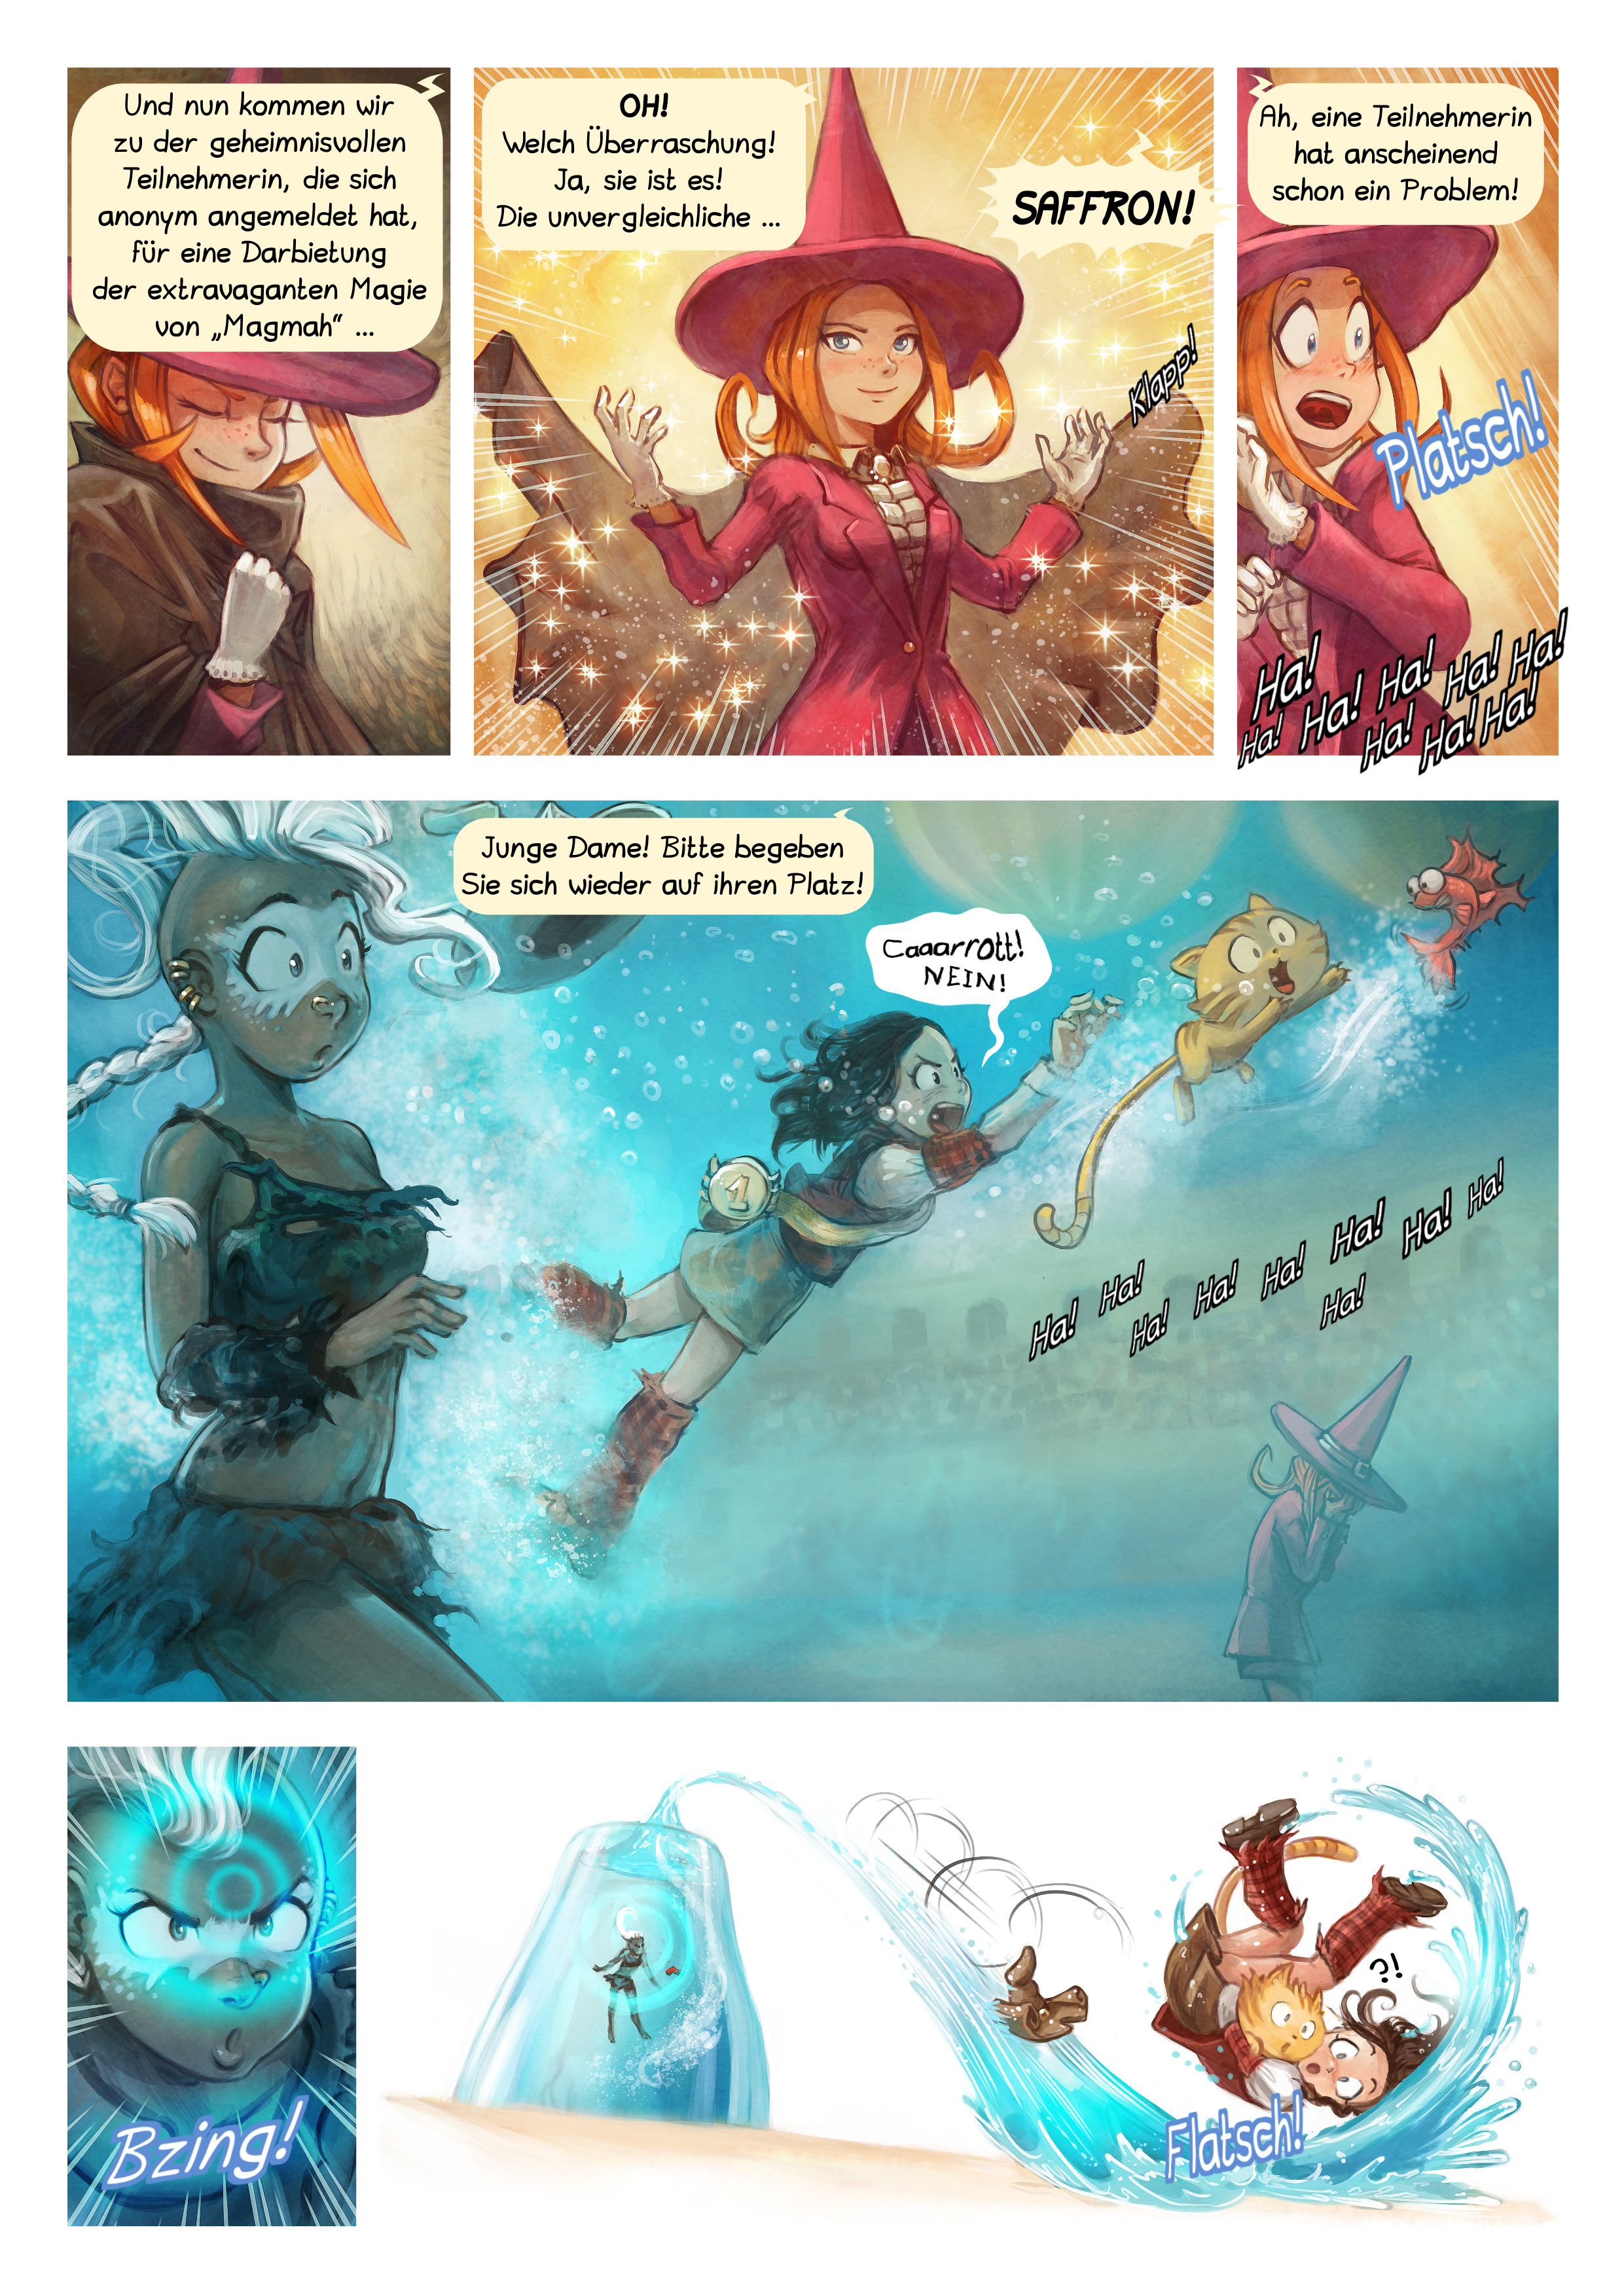 Und nun kommen wir
zu der geheimnisvollen
Teilnehmerin, die sich
anonym angemeldet hat,
für eine Darbietung
der extravaganten Magie
von „Magmah“ ...
OH!
Welch Überraschung!
Ja, sie ist es!
Die unvergleichliche ...
SAFFRON!
Klapp!
Ah, eine Teilnehmerin
hat anscheinend
schon ein Problem!
Platsch!
Ha! Ha! Ha! Ha! Ha!
Ha! Ha! Ha! Ha!
Junge Dame! Bitte begeben
Sie sich wieder auf ihren Platz!
Caaarrott!
NEIN!
1
Ha! Ha! Ha! Ha! Ha! Ha! Ha! Ha!
Ha!
Bzing!
?!
Flatsch!